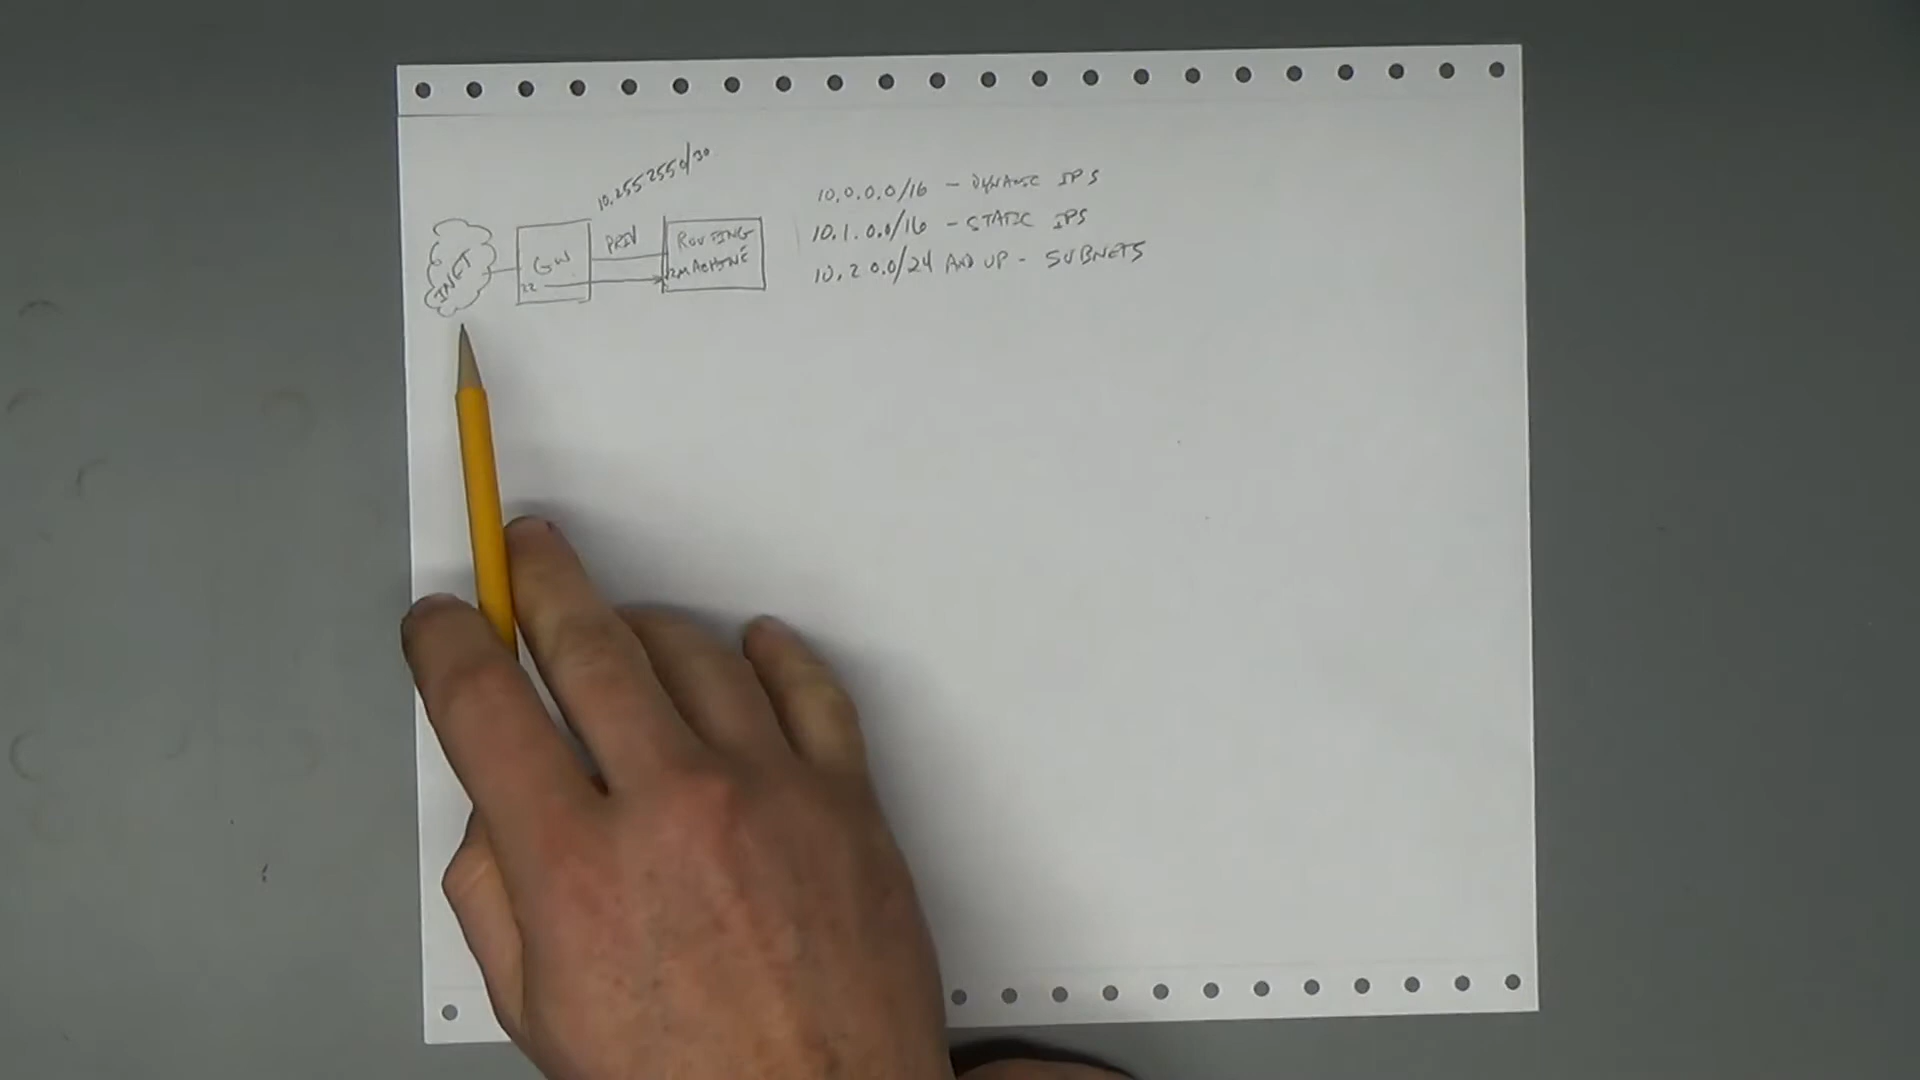 10.255.255.0/30
INET
GW
22
PRIV
ROUTING
MACHINE
10.0.0.0/16 - DYNAMIC IPS
10.1.0.0/16 - STATIC IPS
10.2.0.0/24 AND UP - SUBNETS